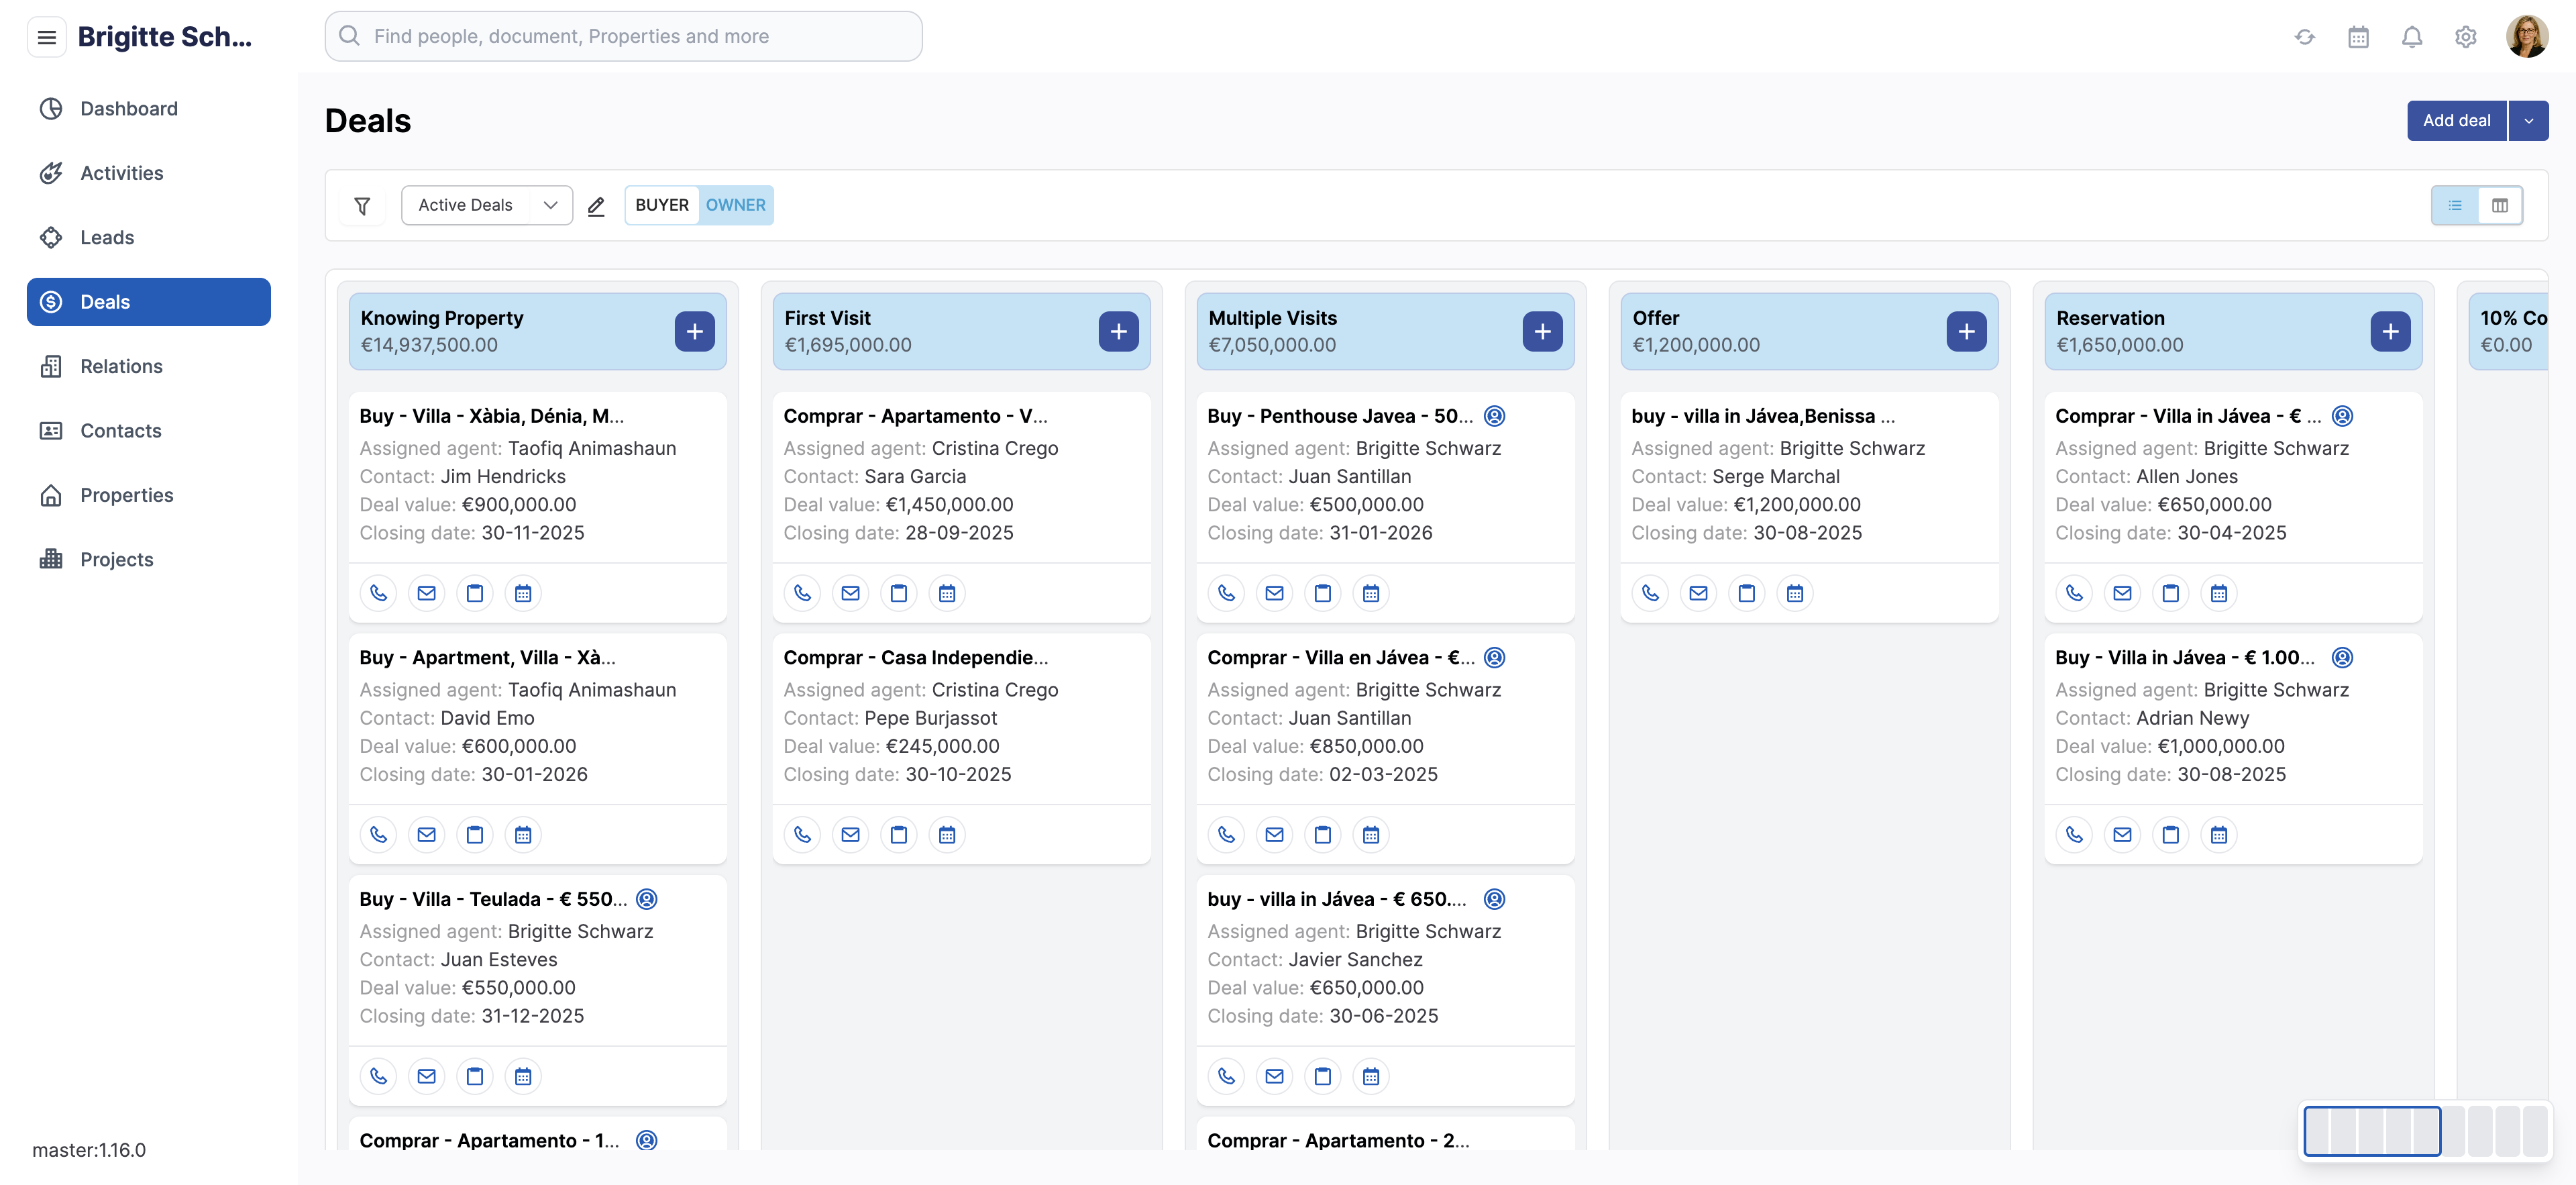 Brigitte Sch...
Find people, document, Properties and more
Dashboard
Activities
Leads
Deals
Relations
Contacts
Properties
Projects
master:1.16.0
Deals
Add deal
Active Deals
BUYER OWNER
Knowing Property
€14,937,500.00
Buy - Villa - Xàbia, Dénia, M...
Assigned agent: Taofiq Animashaun
Contact: Jim Hendricks
Deal value: €900,000.00
Closing date: 30-11-2025
Buy - Apartment, Villa - Xà...
Assigned agent: Taofiq Animashaun
Contact: David Emo
Deal value: €600,000.00
Closing date: 30-01-2026
Buy - Villa - Teulada - € 550...
Assigned agent: Brigitte Schwarz
Contact: Juan Esteves
Deal value: €550,000.00
Closing date: 31-12-2025
Comprar - Apartamento - 1...
First Visit
€1,695,000.00
Comprar - Apartamento - V...
Assigned agent: Cristina Crego
Contact: Sara Garcia
Deal value: €1,450,000.00
Closing date: 28-09-2025
Comprar - Casa Independie...
Assigned agent: Cristina Crego
Contact: Pepe Burjassot
Deal value: €245,000.00
Closing date: 30-10-2025
Multiple Visits
€7,050,000.00
Buy - Penthouse Javea - 50...
Assigned agent: Brigitte Schwarz
Contact: Juan Santillan
Deal value: €500,000.00
Closing date: 31-01-2026
Comprar - Villa en Jávea - €...
Assigned agent: Brigitte Schwarz
Contact: Juan Santillan
Deal value: €850,000.00
Closing date: 02-03-2025
buy - villa in Jávea - € 650....
Assigned agent: Brigitte Schwarz
Contact: Javier Sanchez
Deal value: €650,000.00
Closing date: 30-06-2025
Comprar - Apartamento - 2...
Offer
€1,200,000.00
buy - villa in Jávea,Benissa ...
Assigned agent: Brigitte Schwarz
Contact: Serge Marchal
Deal value: €1,200,000.00
Closing date: 30-08-2025
Reservation
€1,650,000.00
Comprar - Villa in Jávea - € ...
Assigned agent: Brigitte Schwarz
Contact: Allen Jones
Deal value: €650,000.00
Closing date: 30-04-2025
Buy - Villa in Jávea - € 1.00...
Assigned agent: Brigitte Schwarz
Contact: Adrian Newy
Deal value: €1,000,000.00
Closing date: 30-08-2025
10% Co
€0.00